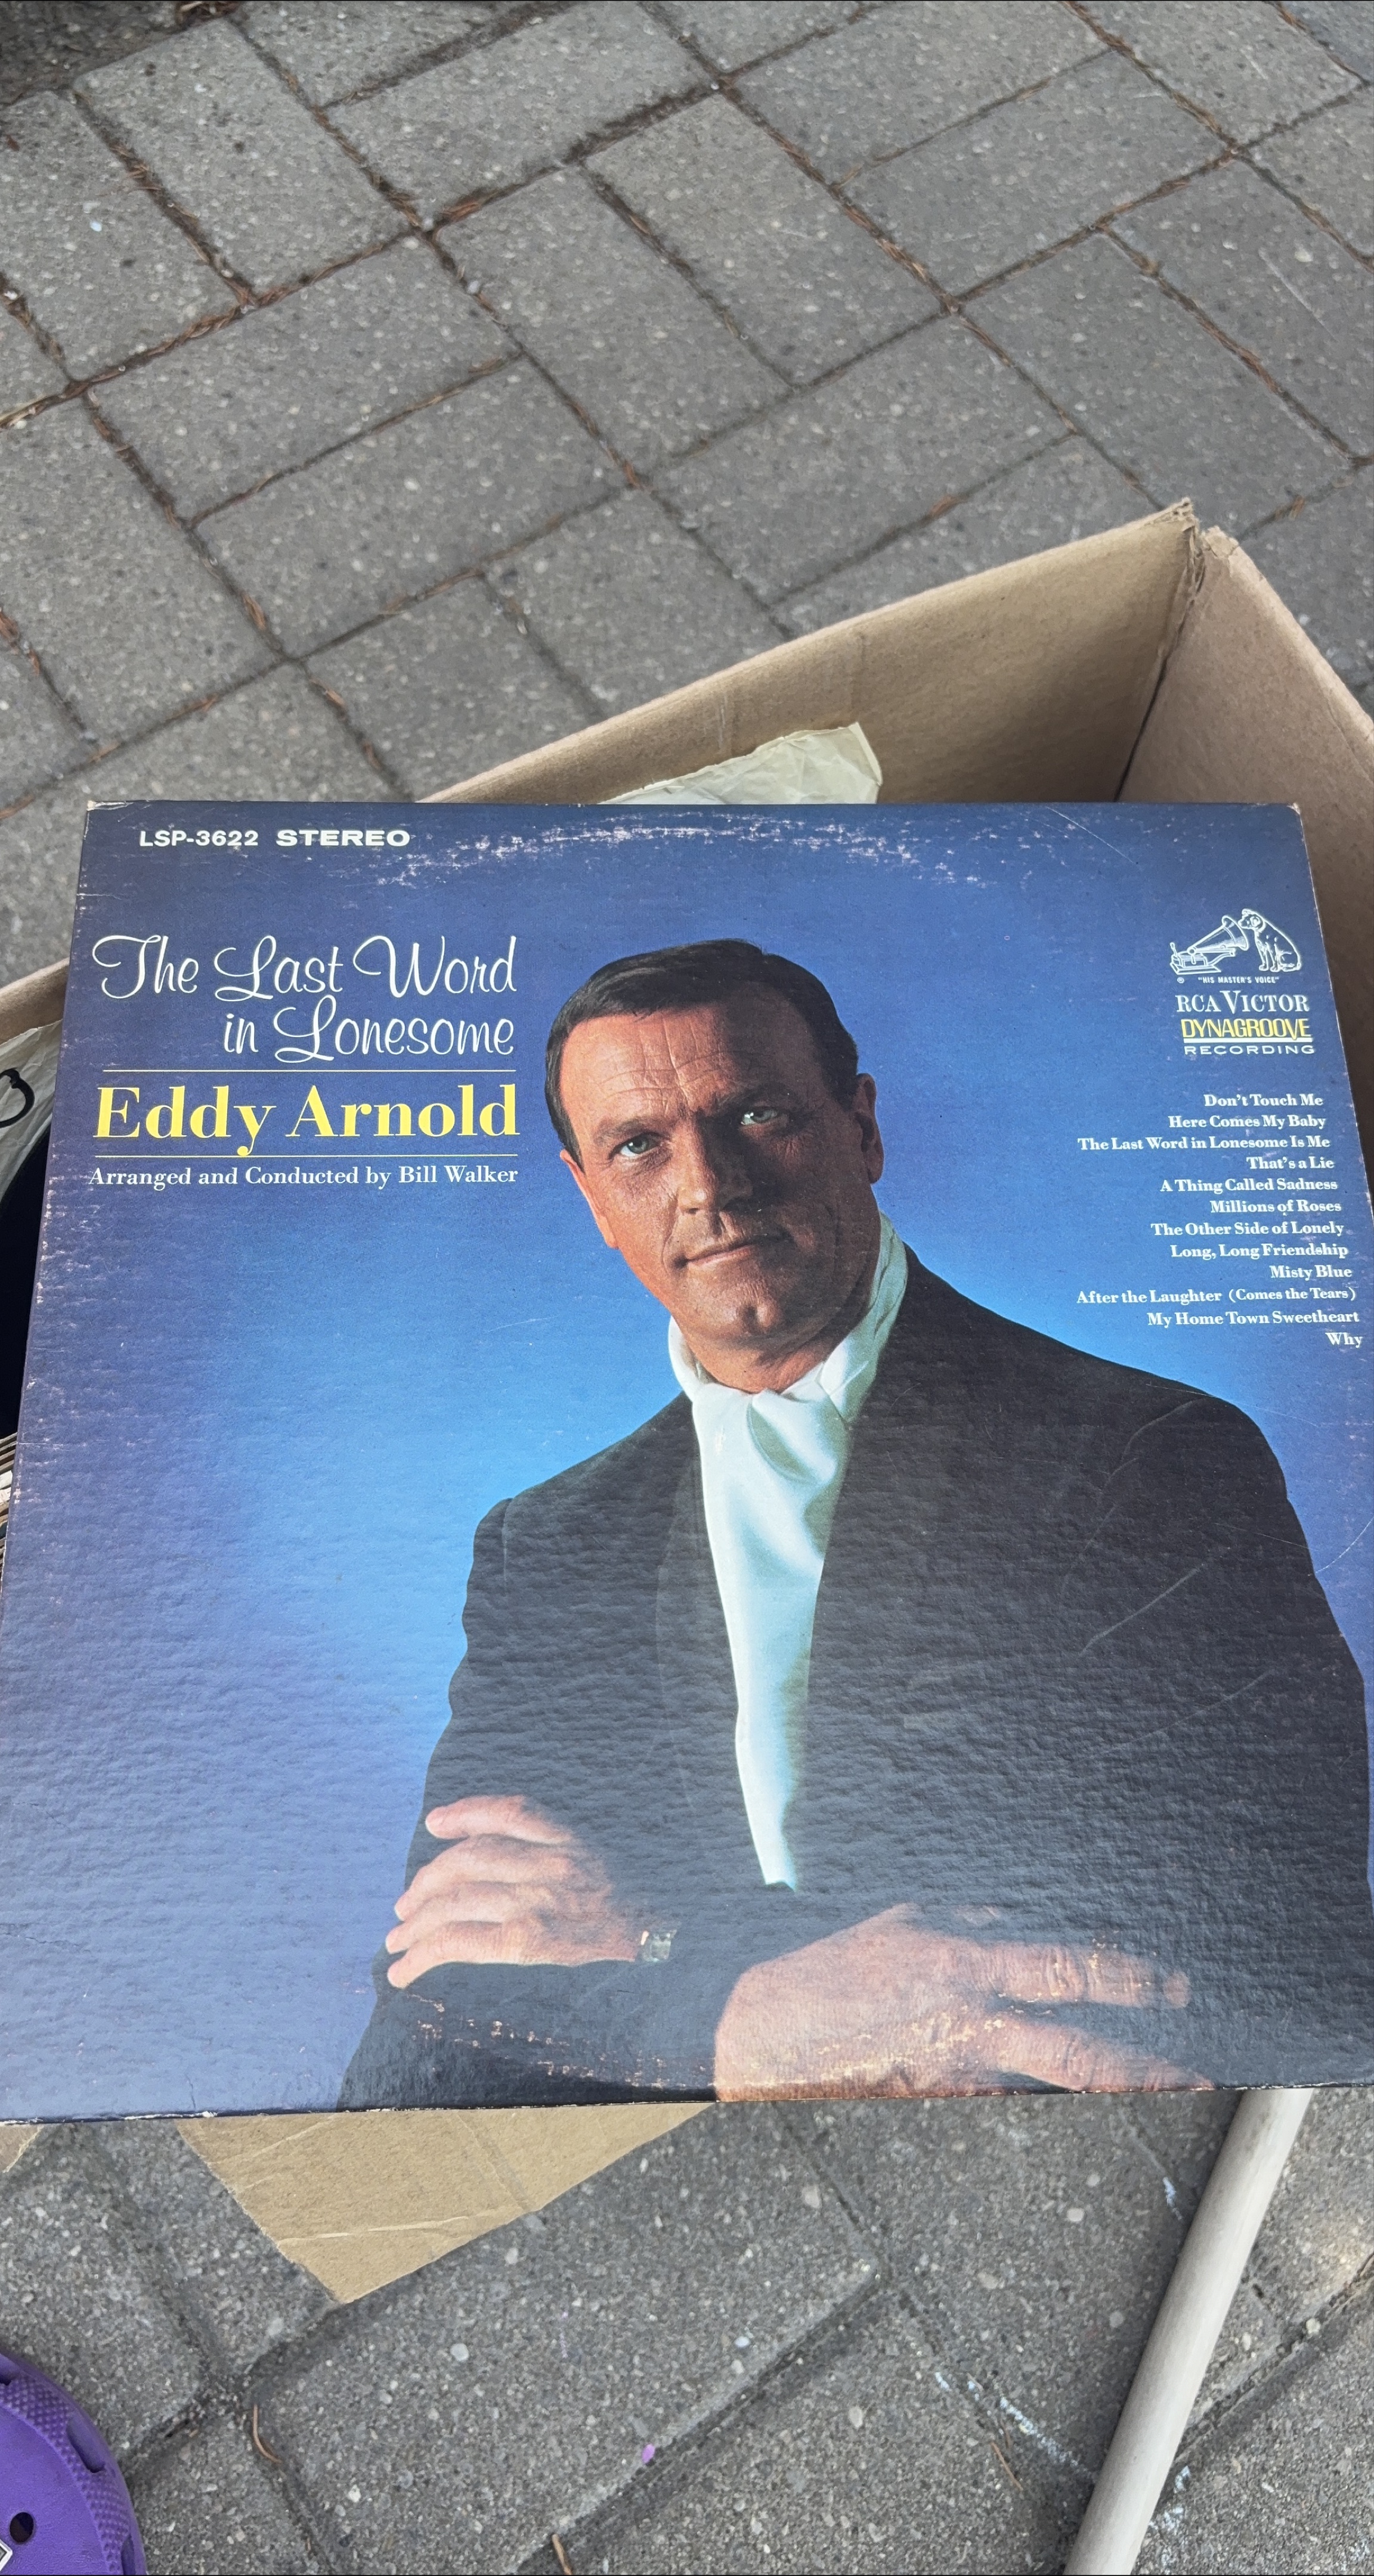 LSP-3622 STEREO
The Last Word
in Lonesome
Eddy Arnold
Arranged and Conducted by Bill Walker
"HIS MASTER'S VOICE"
RCA VICTOR
DYNAGROOVE
RECORDING
Don't Touch Me
Here Comes My Baby
The Last Word in Lonesome Is Me
That's a Lie
A Thing Called Sadness
Millions of Roses
The Other Side of Lonely
Long, Long Friendship
Misty Blue
After the Laughter (Comes the Tears)
My Home Town Sweetheart
Why